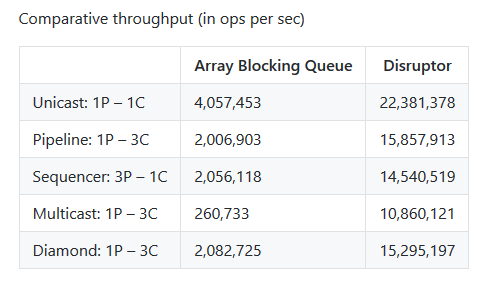 Comparative throughput (in ops per sec)
Array Blocking Queue Disruptor
Unicast: 1P – 1C 4,057,453 22,381,378
Pipeline: 1P – 3C 2,006,903 15,857,913
Sequencer: 3P – 1C 2,056,118 14,540,519
Multicast: 1P – 3C 260,733 10,860,121
Diamond: 1P – 3C 2,082,725 15,295,197